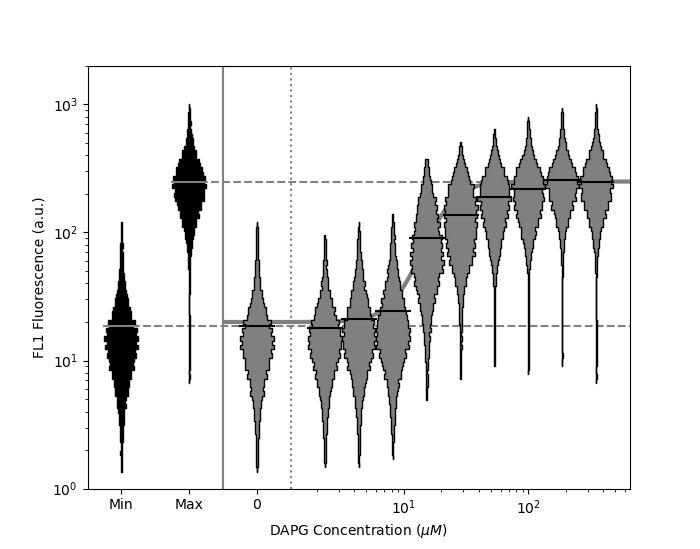 10³
10²
10¹
10⁰
FL1 Fluorescence (a.u.)
Min Max 0 10¹ 10²
DAPG Concentration (μM)